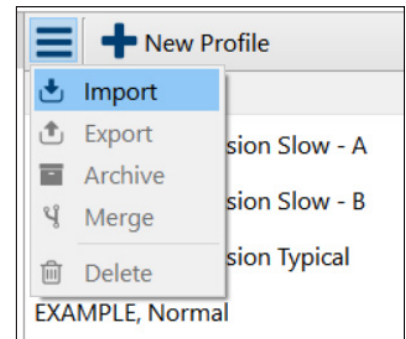 New Profile
Import
Export
sion Slow - A
Archive
sion Slow - B
Merge
sion Typical
Delete
EXAMPLE, Normal